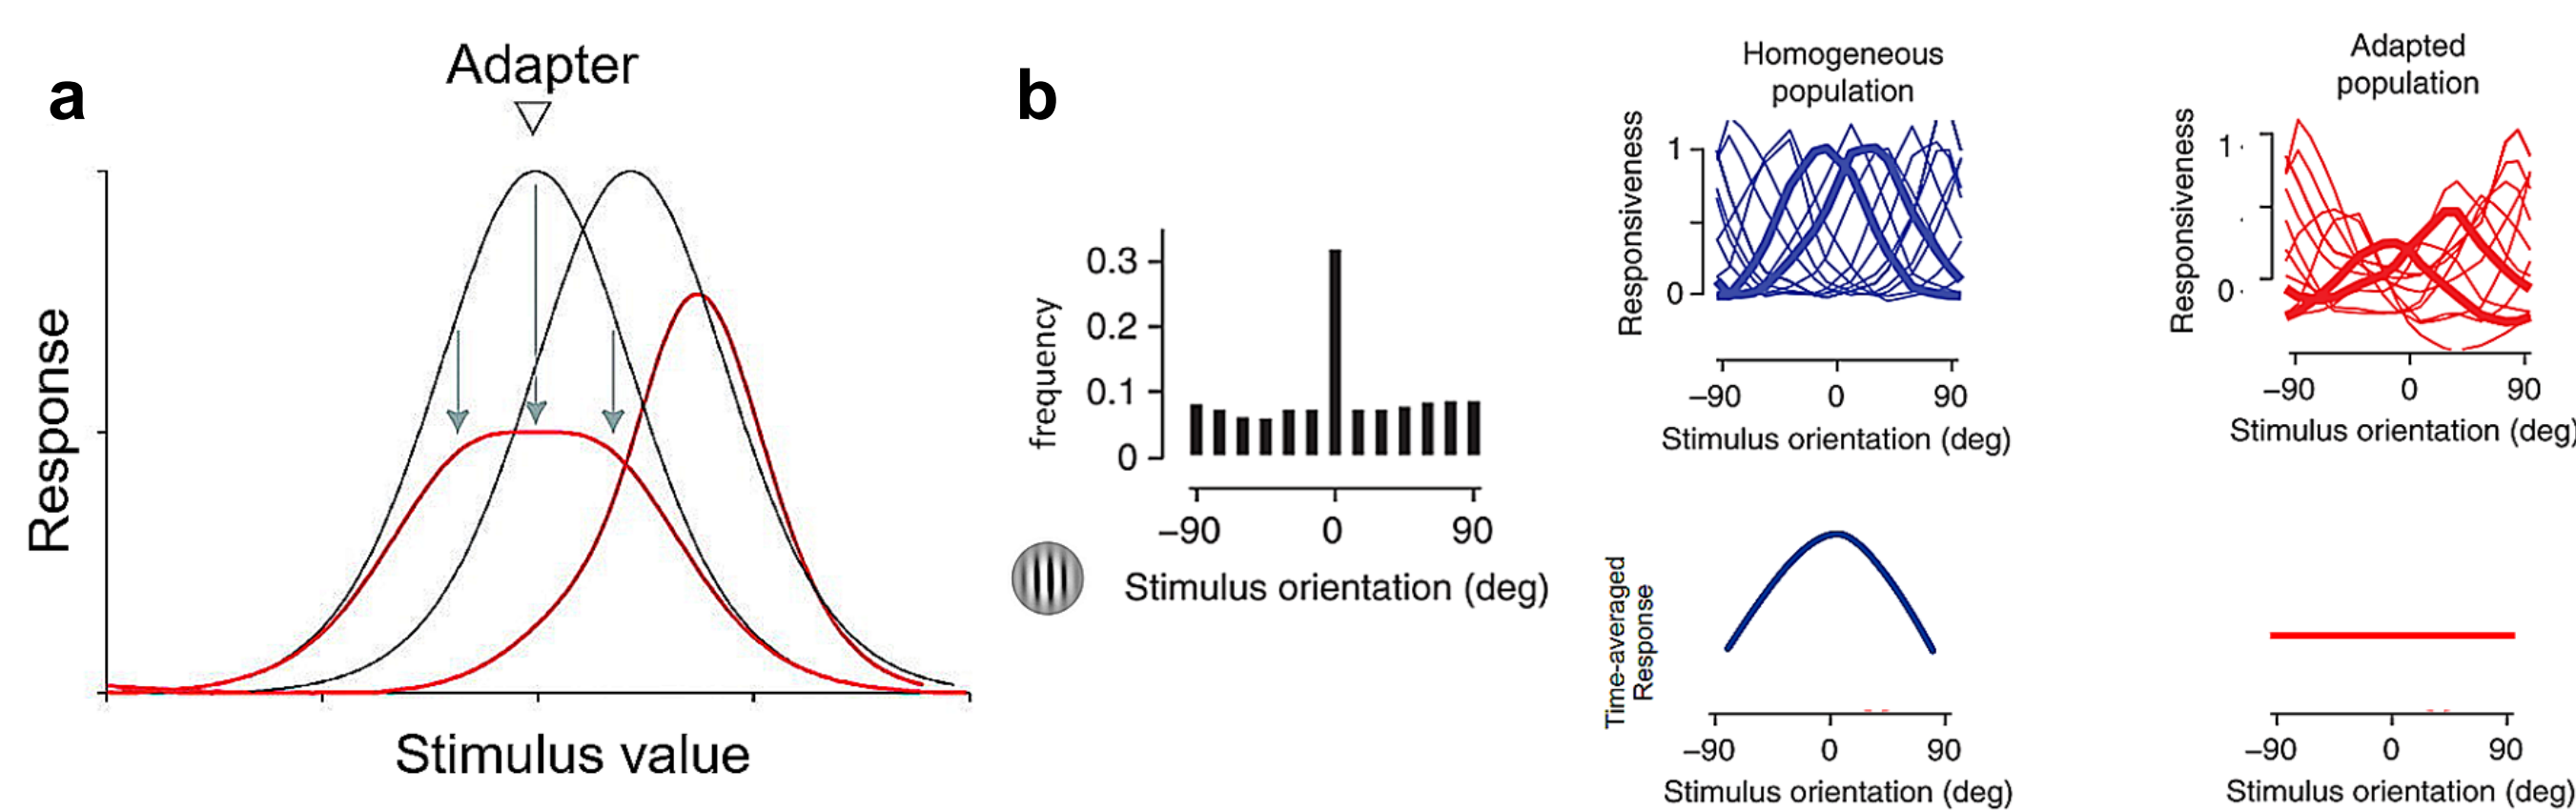 a
Adapter
Response
Stimulus value
b
frequency
0.3
0.2
0.1
0
−90 0 90
Stimulus orientation (deg)
Homogeneous
population
Responsiveness
1
0
−90 0 90
Stimulus orientation (deg)
Adapted
population
Responsiveness
1
0
−90 0 90
Stimulus orientation (deg)
Time-averaged
Response
−90 0 90
Stimulus orientation (deg)
−90 0 90
Stimulus orientation (deg)